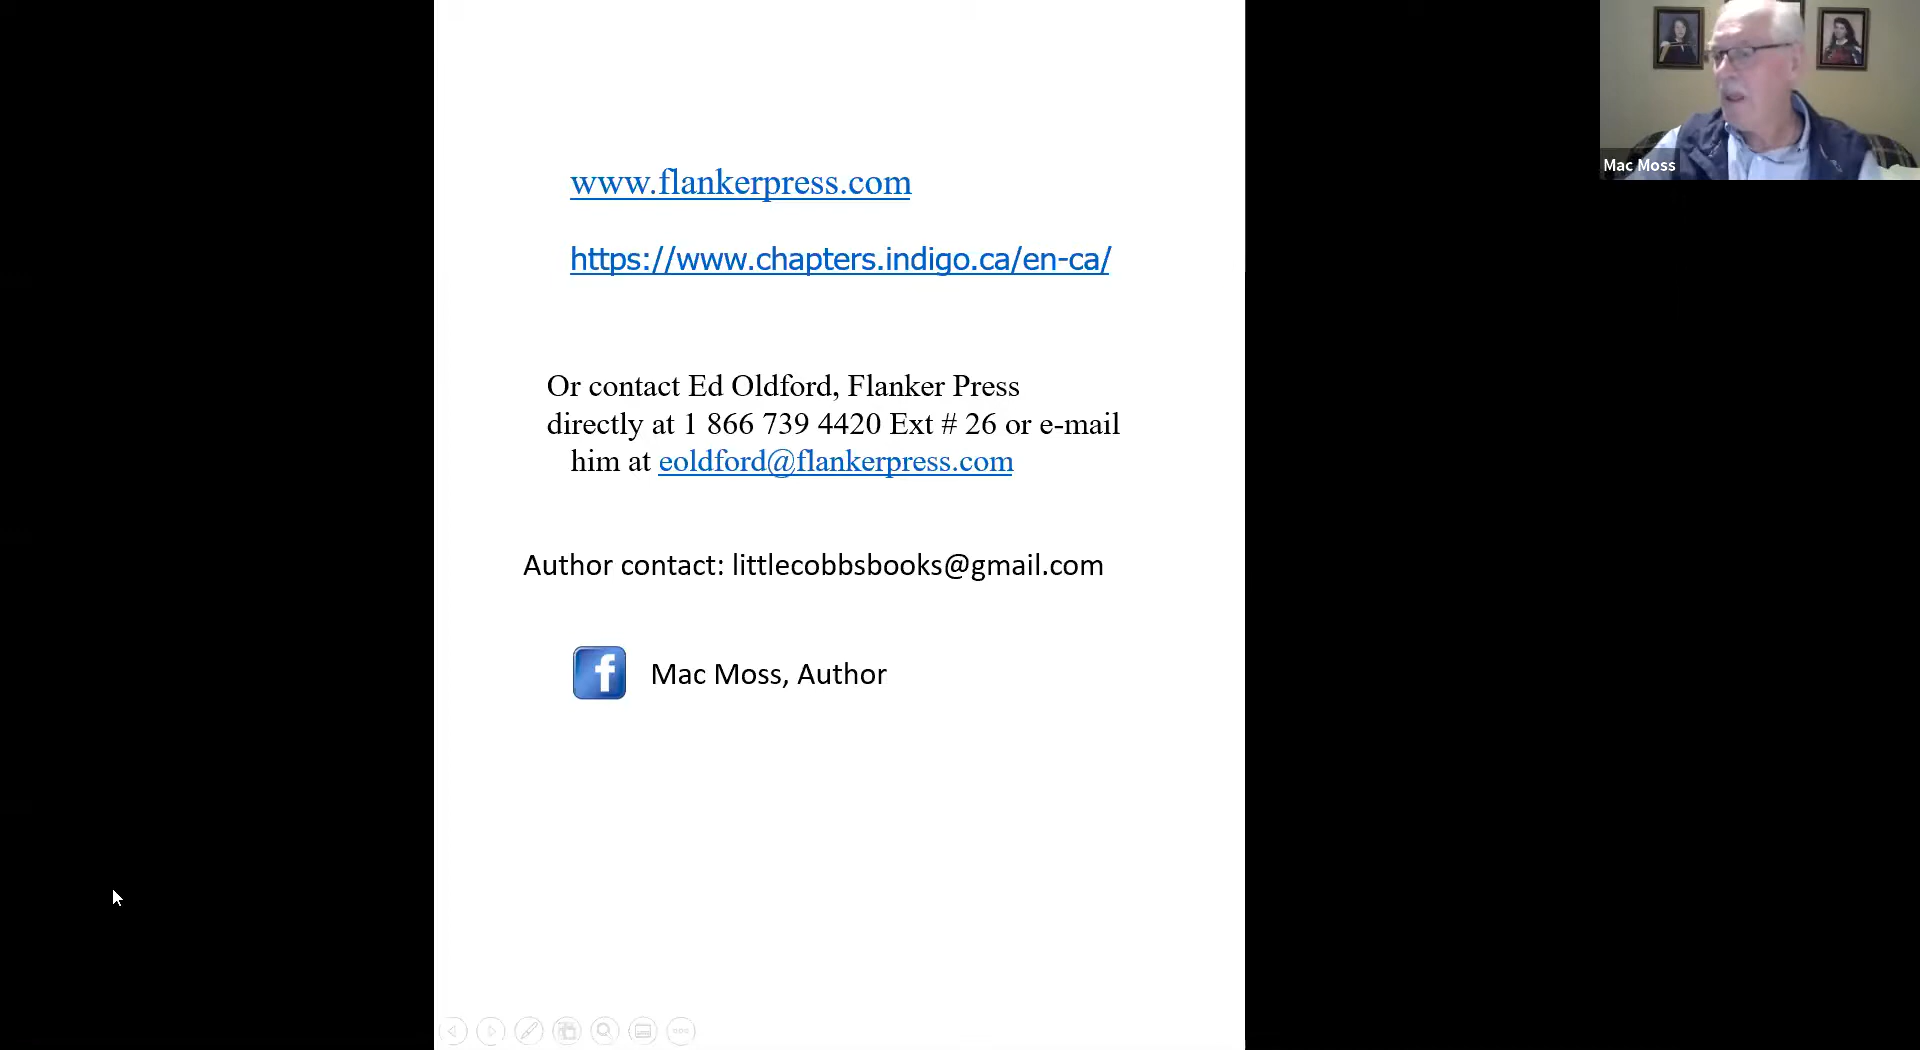 www.flankerpress.com
https://www.chapters.indigo.ca/en-ca/
Or contact Ed Oldford, Flanker Press
directly at 1 866 739 4420 Ext # 26 or e-mail
him at eoldford@flankerpress.com
Author contact: littlecobbsbooks@gmail.com
f Mac Moss, Author
Mac Moss